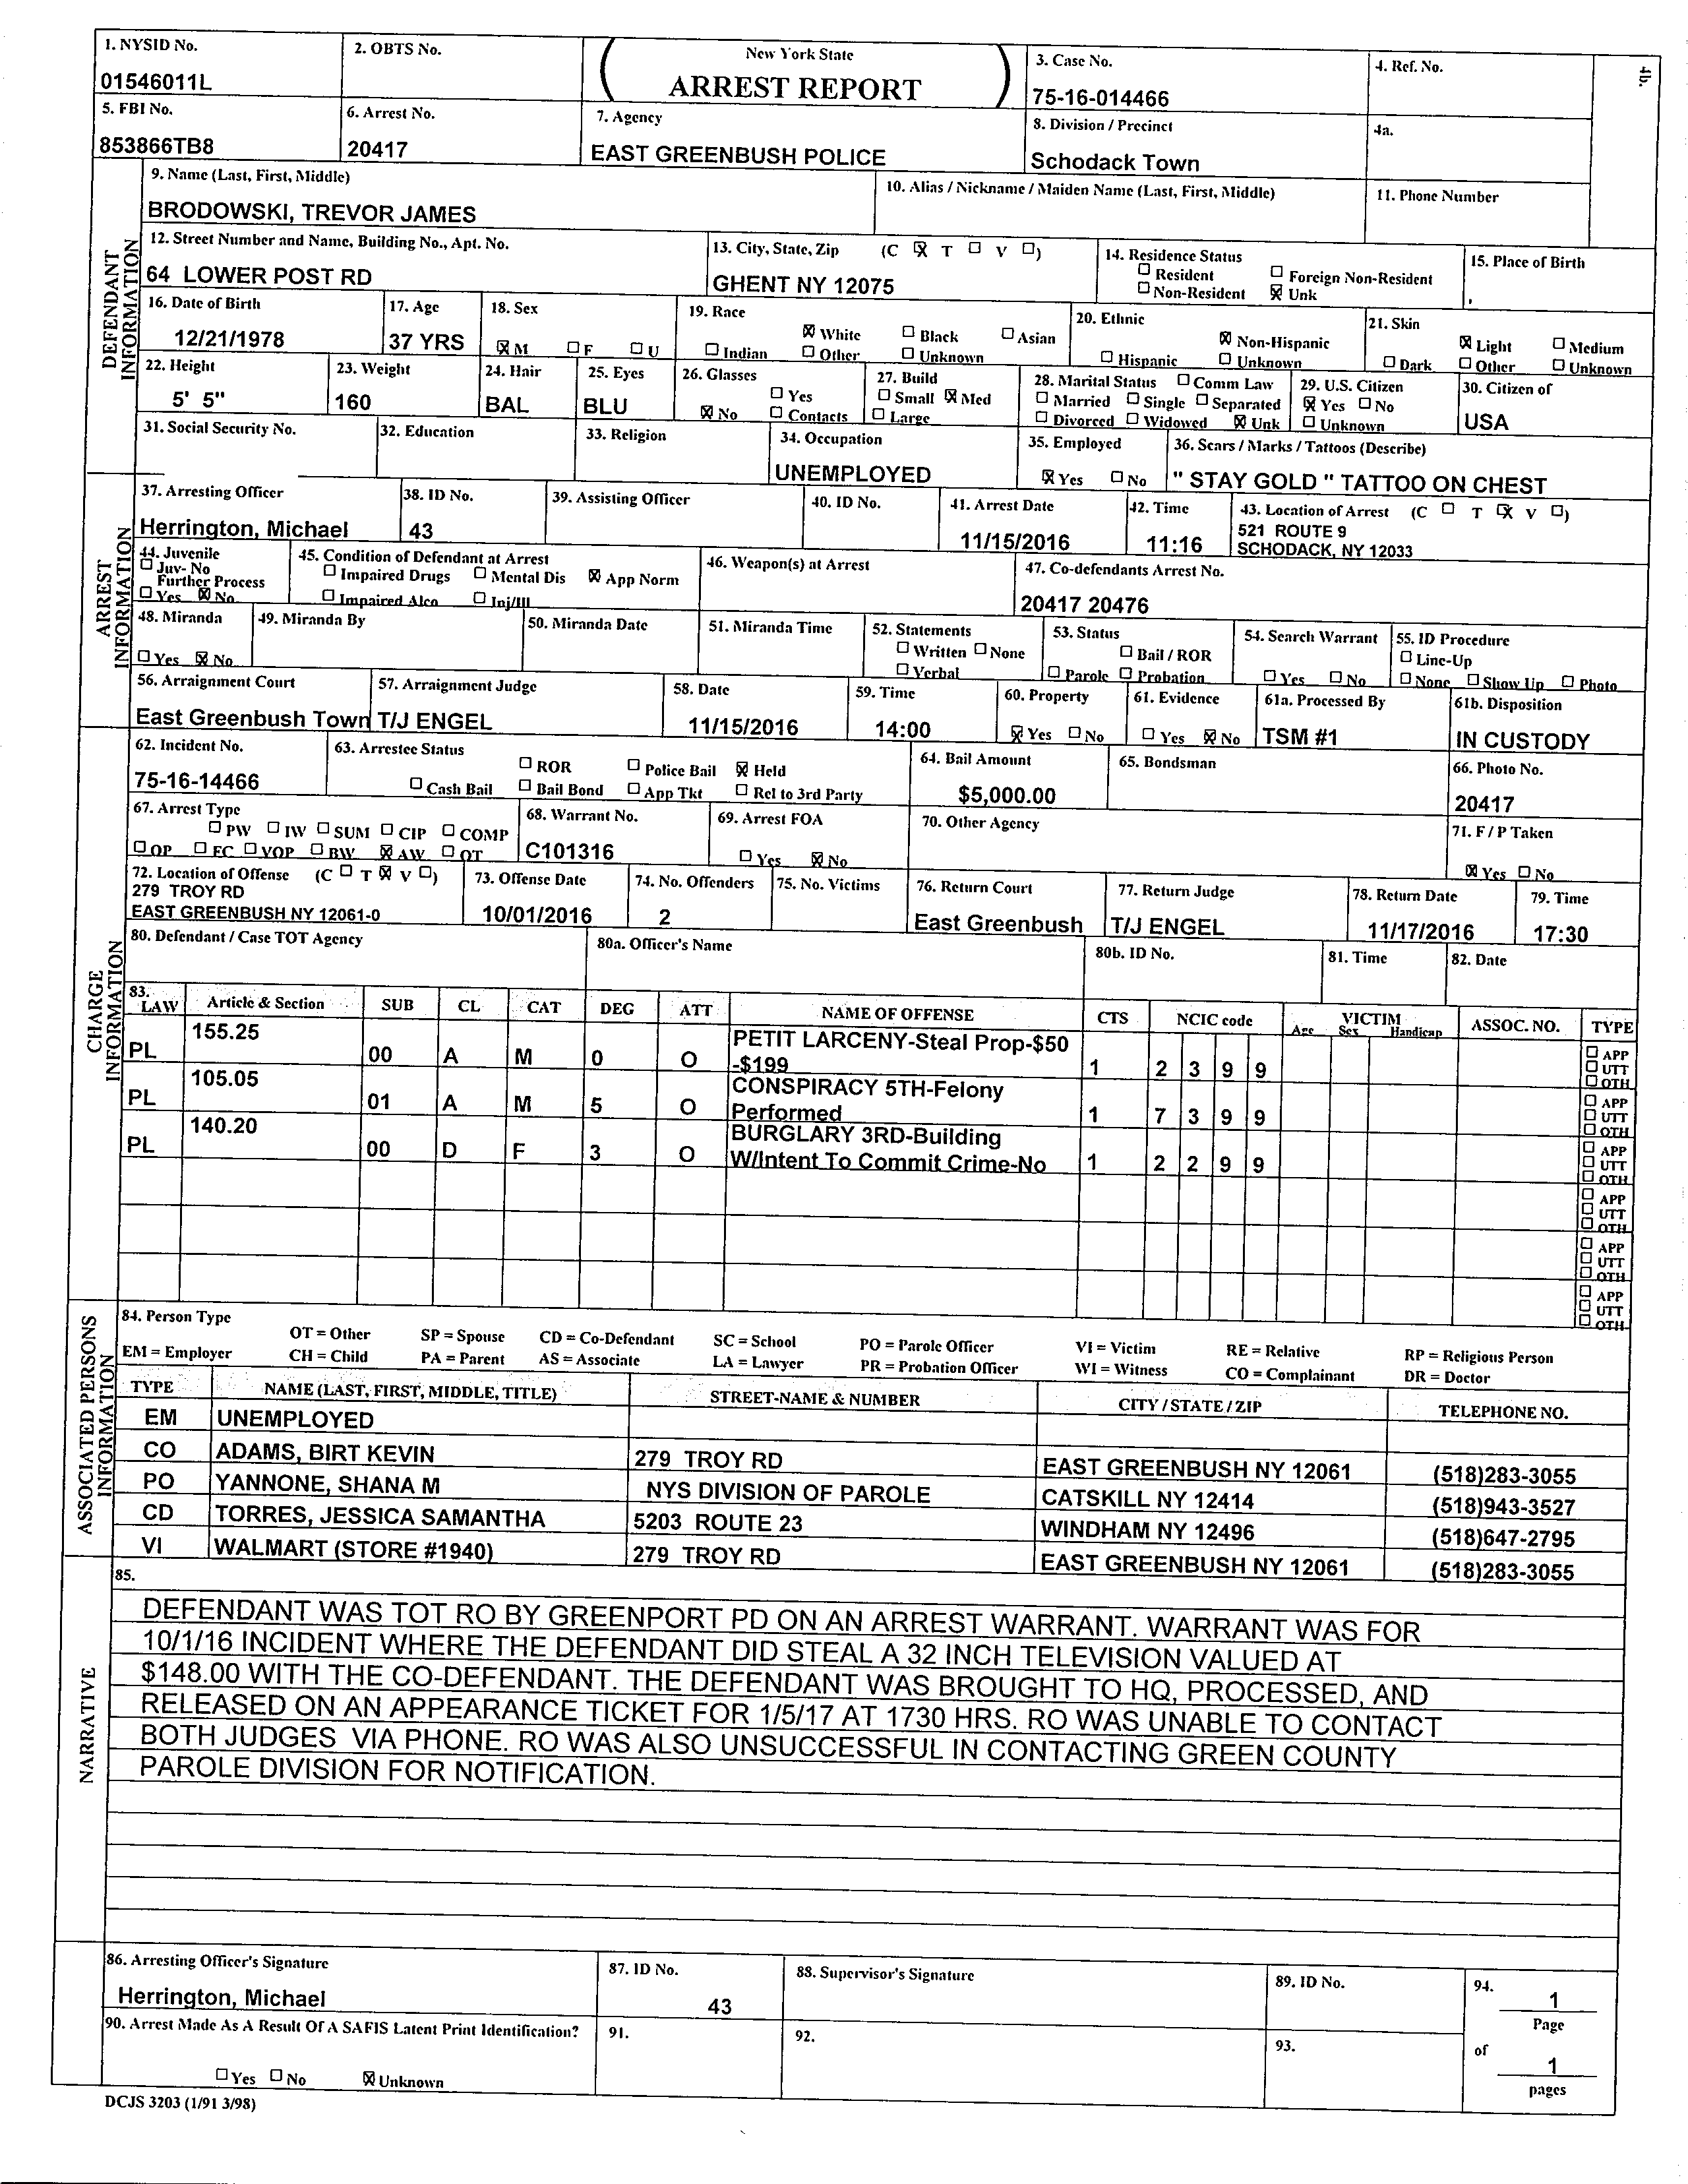 1. NYSID No.
01546011L
2. OBTS No.
New York State
ARREST REPORT
3. Case No.
75-16-014466
4. Ref. No.
4b.
5. FBI No.
853866TB8
6. Arrest No.
20417
7. Agency
EAST GREENBUSH POLICE
8. Division / Precinct
Schodack Town
4a.
DEFENDANT INFORMATION
9. Name (Last, First, Middle)
BRODOWSKI, TREVOR JAMES
10. Alias / Nickname / Maiden Name (Last, First, Middle)
11. Phone Number
12. Street Number and Name, Building No., Apt. No.
64 LOWER POST RD
13. City, State, Zip (C ☒ T ☐ V ☐)
GHENT NY 12075
14. Residence Status
☐ Resident ☐ Foreign Non-Resident
☐ Non-Resident ☒ Unk
15. Place of Birth
,
16. Date of Birth
12/21/1978
17. Age
37 YRS
18. Sex
☒ M ☐ F ☐ U
19. Race
☒ White ☐ Black ☐ Asian
☐ Indian ☐ Other ☐ Unknown
20. Ethnic
☒ Non-Hispanic
☐ Hispanic ☐ Unknown
21. Skin
☒ Light ☐ Medium
☐ Dark ☐ Other ☐ Unknown
22. Height
5' 5"
23. Weight
160
24. Hair
BAL
25. Eyes
BLU
26. Glasses
☐ Yes
☒ No ☐ Contacts
27. Build
☐ Small ☒ Med
☐ Large
28. Marital Status ☐ Comm Law
☐ Married ☐ Single ☐ Separated
☐ Divorced ☐ Widowed ☒ Unk
29. U.S. Citizen
☒ Yes ☐ No
☐ Unknown
30. Citizen of
USA
31. Social Security No.
32. Education
33. Religion
34. Occupation
UNEMPLOYED
35. Employed
☒ Yes ☐ No
36. Scars / Marks / Tattoos (Describe)
" STAY GOLD " TATTOO ON CHEST
ARREST INFORMATION
37. Arresting Officer
Herrington, Michael
38. ID No.
43
39. Assisting Officer
40. ID No.
41. Arrest Date
11/15/2016
42. Time
11:16
43. Location of Arrest (C ☐ T ☒ V ☐)
521 ROUTE 9
SCHODACK, NY 12033
44. Juvenile
☐ Juv- No
Further Process
☐ Yes ☒ No
45. Condition of Defendant at Arrest
☐ Impaired Drugs ☐ Mental Dis ☒ App Norm
☐ Impaired Alco ☐ Inj/Ill
46. Weapon(s) at Arrest
47. Co-defendants Arrest No.
20417 20476
48. Miranda
☐ Yes ☒ No
49. Miranda By
50. Miranda Date
51. Miranda Time
52. Statements
☐ Written ☐ None
☐ Verbal
53. Status
☐ Bail / ROR
☐ Parole ☐ Probation
54. Search Warrant
☐ Yes ☐ No
55. ID Procedure
☐ Line-Up
☐ None ☐ Show Up ☐ Photo
56. Arraignment Court
East Greenbush Town
57. Arraignment Judge
T/J ENGEL
58. Date
11/15/2016
59. Time
14:00
60. Property
☒ Yes ☐ No
61. Evidence
☐ Yes ☒ No
61a. Processed By
TSM #1
61b. Disposition
IN CUSTODY
CHARGE INFORMATION
62. Incident No.
75-16-14466
63. Arrestee Status
☐ ROR ☐ Police Bail ☒ Held
☐ Cash Bail ☐ Bail Bond ☐ App Tkt ☐ Rel to 3rd Party
64. Bail Amount
$5,000.00
65. Bondsman
66. Photo No.
20417
67. Arrest Type
☐ PW ☐ IW ☐ SUM ☐ CIP ☐ COMP
☐ OP ☐ FC ☐ VOP ☐ BW ☒ AW ☐ OT
68. Warrant No.
C101316
69. Arrest FOA
☐ Yes ☒ No
70. Other Agency
71. F / P Taken
☒ Yes ☐ No
72. Location of Offense (C ☐ T ☒ V ☐)
279 TROY RD
EAST GREENBUSH NY 12061-0
73. Offense Date
10/01/2016
74. No. Offenders
2
75. No. Victims
76. Return Court
East Greenbush
77. Return Judge
T/J ENGEL
78. Return Date
11/17/2016
79. Time
17:30
80. Defendant / Case TOT Agency
80a. Officer's Name
80b. ID No.
81. Time
82. Date
83. LAW Article & Section SUB CL CAT DEG ATT NAME OF OFFENSE CTS NCIC code VICTIM Age Sex Handicap ASSOC. NO. TYPE
PL 155.25 00 A M 0 O PETIT LARCENY-Steal Prop-$50 -$199 1 2 3 9 9 ☐ APP ☐ UTT ☐ OTH
PL 105.05 01 A M 5 O CONSPIRACY 5TH-Felony Performed 1 7 3 9 9 ☐ APP ☐ UTT ☐ OTH
PL 140.20 00 D F 3 O BURGLARY 3RD-Building W/Intent To Commit Crime-No 1 2 2 9 9 ☐ APP ☐ UTT ☐ OTH
☐ APP ☐ UTT ☐ OTH
☐ APP ☐ UTT ☐ OTH
☐ APP ☐ UTT ☐ OTH
ASSOCIATED PERSONS INFORMATION
84. Person Type
OT = Other SP = Spouse CD = Co-Defendant SC = School PO = Parole Officer VI = Victim RE = Relative RP = Religious Person
EM = Employer CH = Child PA = Parent AS = Associate LA = Lawyer PR = Probation Officer WI = Witness CO = Complainant DR = Doctor
TYPE NAME (LAST, FIRST, MIDDLE, TITLE) STREET-NAME & NUMBER CITY / STATE / ZIP TELEPHONE NO.
EM UNEMPLOYED
CO ADAMS, BIRT KEVIN 279 TROY RD EAST GREENBUSH NY 12061 (518)283-3055
PO YANNONE, SHANA M NYS DIVISION OF PAROLE CATSKILL NY 12414 (518)943-3527
CD TORRES, JESSICA SAMANTHA 5203 ROUTE 23 WINDHAM NY 12496 (518)647-2795
VI WALMART (STORE #1940) 279 TROY RD EAST GREENBUSH NY 12061 (518)283-3055
NARRATIVE
85.
DEFENDANT WAS TOT RO BY GREENPORT PD ON AN ARREST WARRANT. WARRANT WAS FOR
10/1/16 INCIDENT WHERE THE DEFENDANT DID STEAL A 32 INCH TELEVISION VALUED AT
$148.00 WITH THE CO-DEFENDANT. THE DEFENDANT WAS BROUGHT TO HQ, PROCESSED, AND
RELEASED ON AN APPEARANCE TICKET FOR 1/5/17 AT 1730 HRS. RO WAS UNABLE TO CONTACT
BOTH JUDGES VIA PHONE. RO WAS ALSO UNSUCCESSFUL IN CONTACTING GREEN COUNTY
PAROLE DIVISION FOR NOTIFICATION.
86. Arresting Officer's Signature
Herrington, Michael
87. ID No.
43
88. Supervisor's Signature
89. ID No.
94.
1
Page
of
1
pages
90. Arrest Made As A Result Of A SAFIS Latent Print Identification?
☐ Yes ☐ No ☒ Unknown
91.
92.
93.
DCJS 3203 (1/91 3/98)